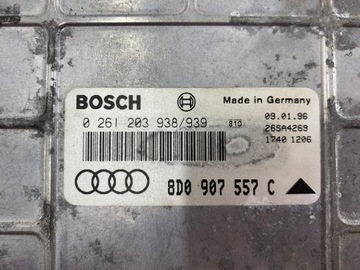 BOSCH
Made in Germany
0 261 203 938/939 810
09.01.96
26SA4269
1740 1206
8D0 907 557 C